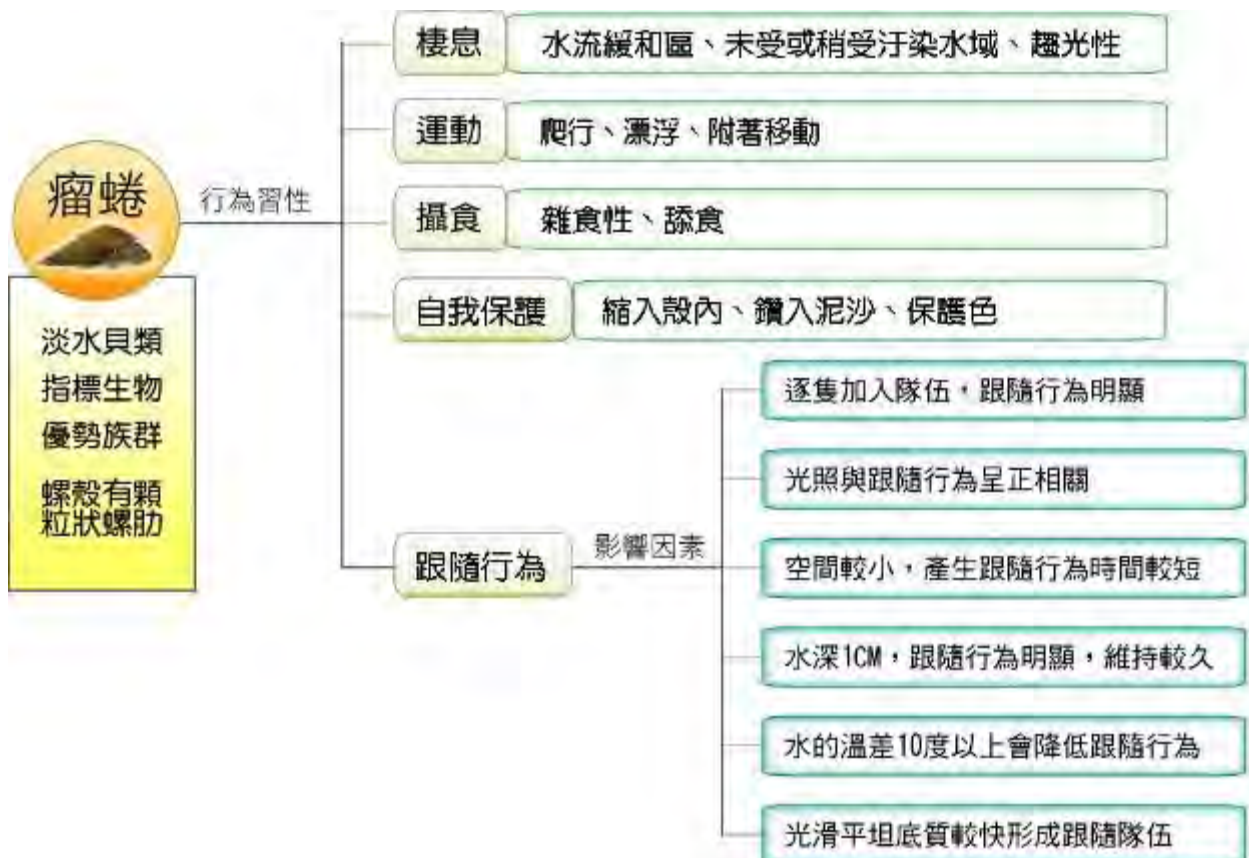 瘤蜷
淡水貝類
指標生物
優勢族群
螺殼有顆
粒狀螺肋
行為習性
棲息
水流緩和區、未受或稍受汙染水域、趨光性
運動
爬行、漂浮、附著移動
攝食
雜食性、舔食
自我保護
縮入殼內、鑽入泥沙、保護色
跟隨行為
影響因素
逐隻加入隊伍，跟隨行為明顯
光照與跟隨行為呈正相關
空間較小，產生跟隨行為時間較短
水深1CM，跟隨行為明顯，維持較久
水的溫差10度以上會降低跟隨行為
光滑平坦底質較快形成跟隨隊伍